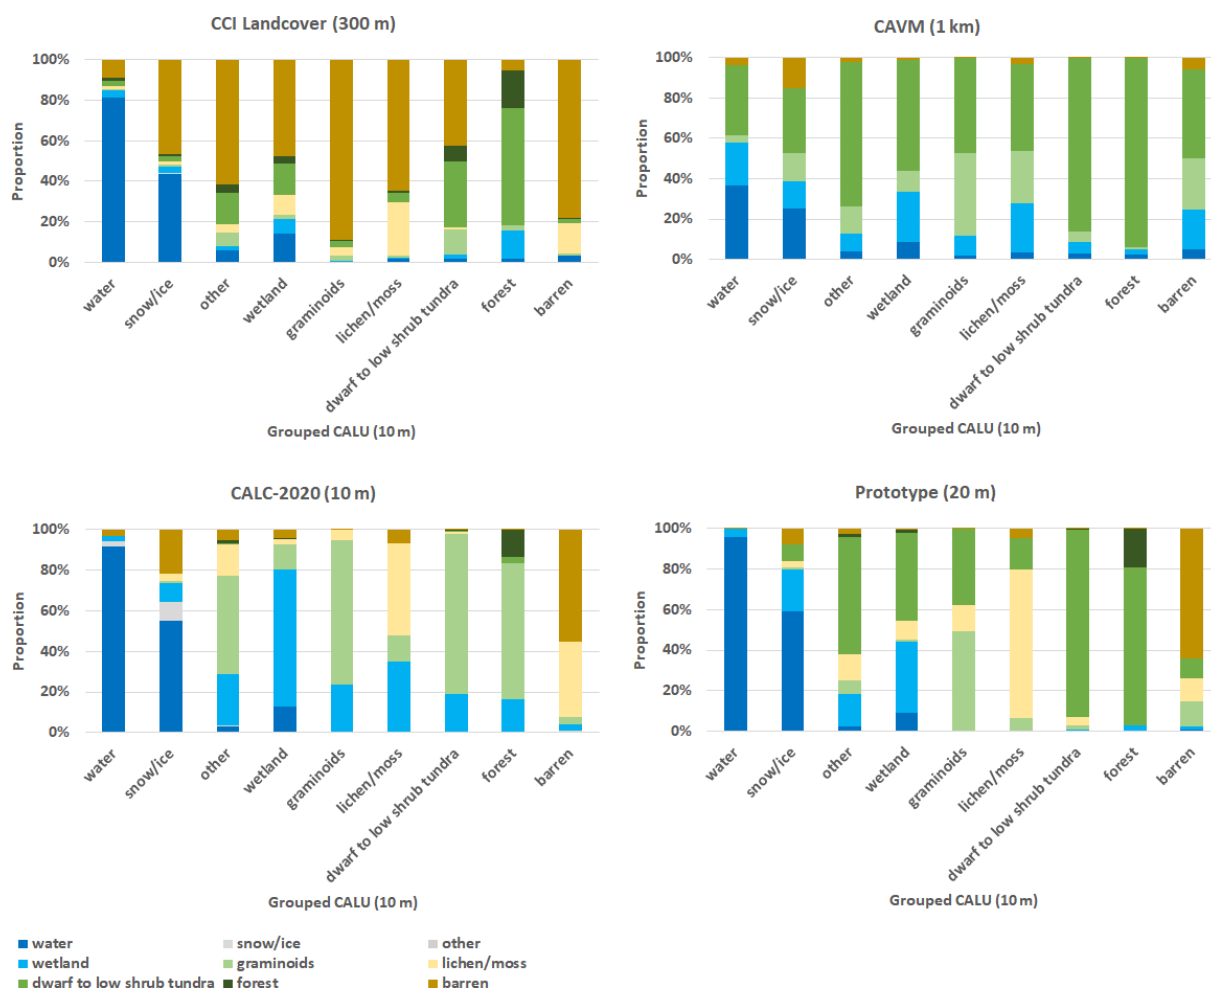 CCI Landcover (300 m)
100%
80%
60%
40%
20%
0%
Proportion
water
snow/ice
other
wetland
graminoids
lichen/moss
dwarf to low shrub tundra
forest
barren
Grouped CALU (10 m)
CAVM (1 km)
100%
80%
60%
40%
20%
0%
Proportion
water
snow/ice
other
wetland
graminoids
lichen/moss
dwarf to low shrub tundra
forest
barren
Grouped CALU (10 m)
CALC-2020 (10 m)
100%
80%
60%
40%
20%
0%
Proportion
water
snow/ice
other
wetland
graminoids
lichen/moss
dwarf to low shrub tundra
forest
barren
Grouped CALU (10 m)
Prototype (20 m)
100%
80%
60%
40%
20%
0%
Proportion
water
snow/ice
other
wetland
graminoids
lichen/moss
dwarf to low shrub tundra
forest
barren
Grouped CALU (10 m)
water snow/ice other
wetland graminoids lichen/moss
dwarf to low shrub tundra forest barren